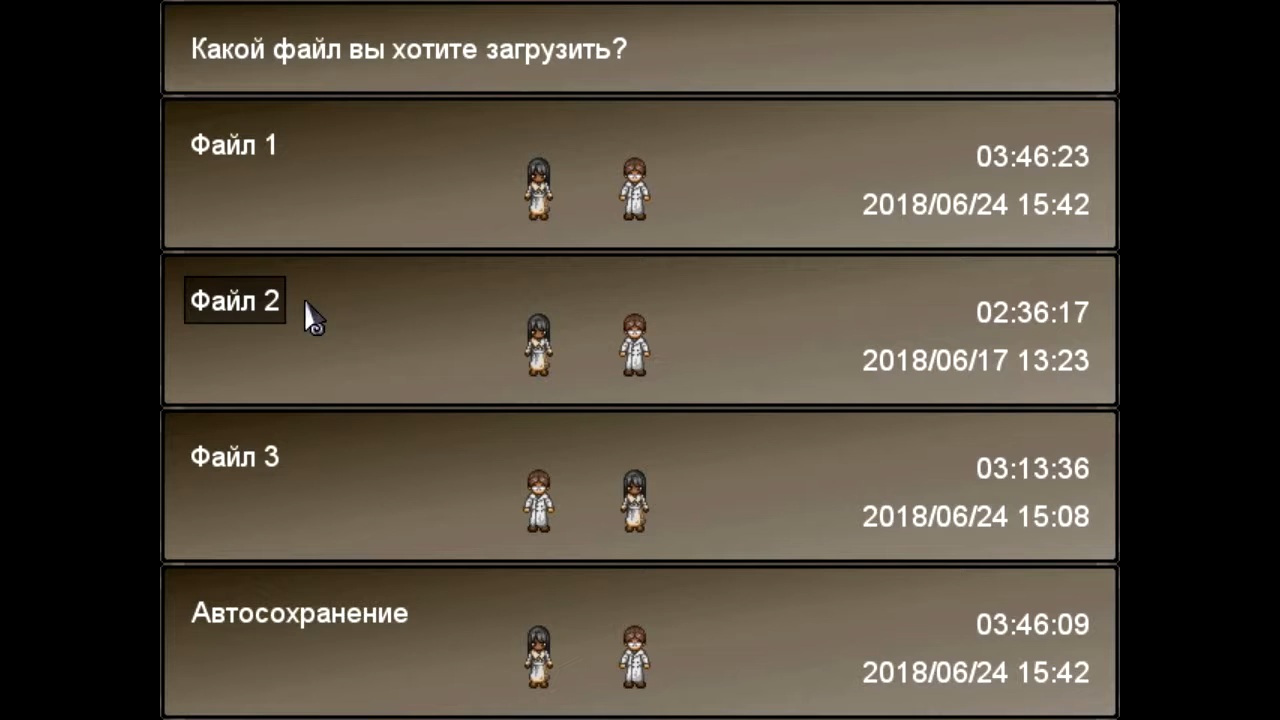 Какой файл вы хотите загрузить?
Файл 1
03:46:23
2018/06/24 15:42
Файл 2
02:36:17
2018/06/17 13:23
Файл 3
03:13:36
2018/06/24 15:08
Автосохранение
03:46:09
2018/06/24 15:42